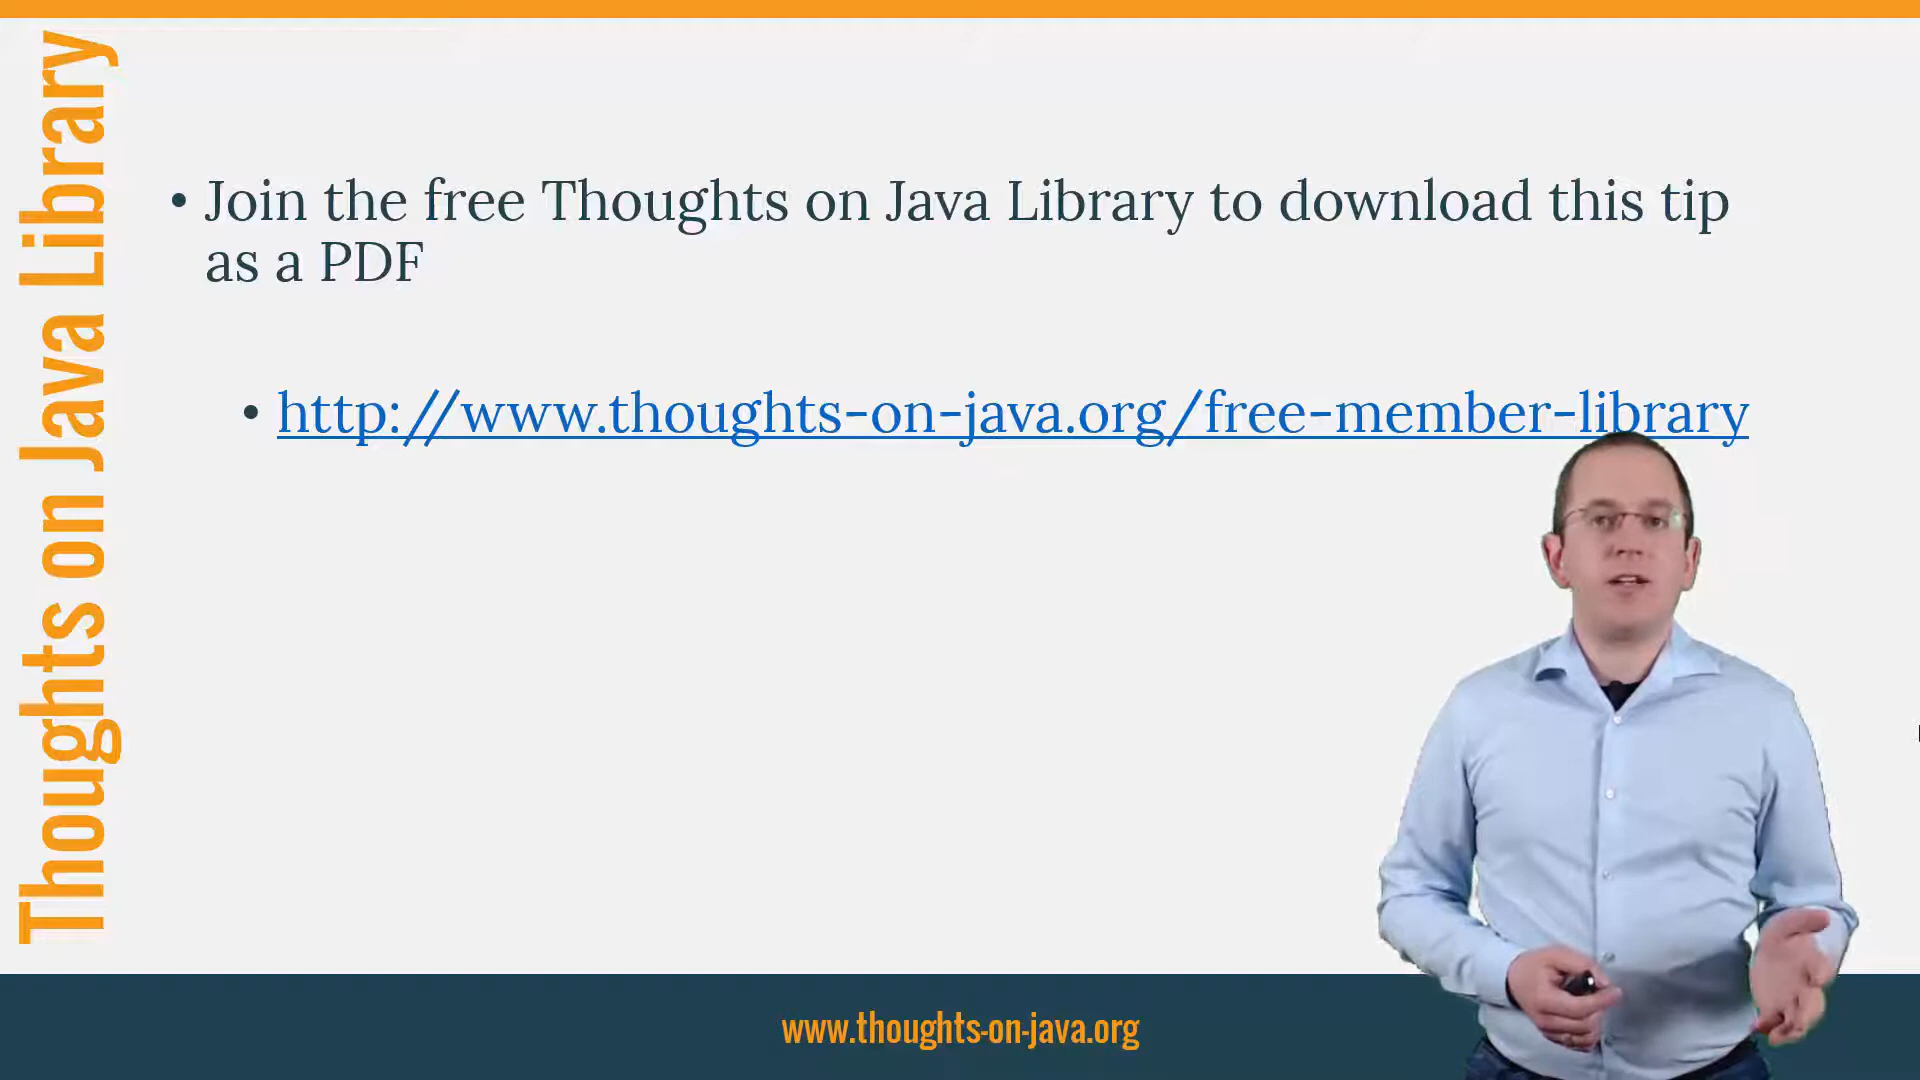 Thoughts on Java Library
• Join the free Thoughts on Java Library to download this tip
as a PDF
• http://www.thoughts-on-java.org/free-member-library
www.thoughts-on-java.org